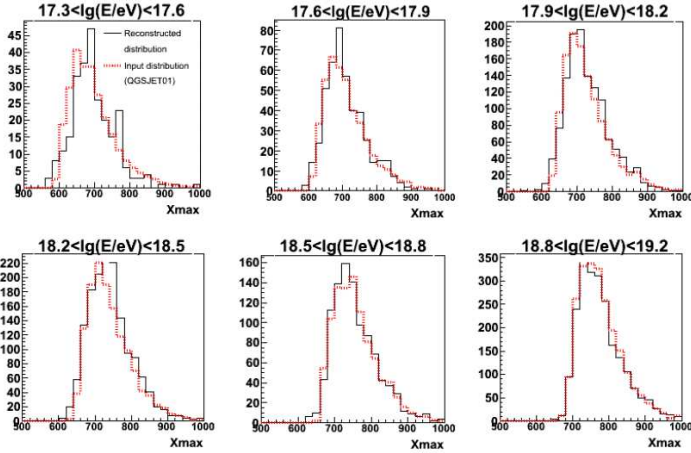 17.3<lg(E/eV)<17.6
45
40
35
30
25
20
15
10
5
0
500 600 700 800 900 1000
Xmax
Reconstructed
distribution
Input distribution
(QGSJET01)
17.6<lg(E/eV)<17.9
80
70
60
50
40
30
20
10
0
500 600 700 800 900 1000
Xmax
17.9<lg(E/eV)<18.2
200
180
160
140
120
100
80
60
40
20
0
500 600 700 800 900 1000
Xmax
18.2<lg(E/eV)<18.5
220
200
180
160
140
120
100
80
60
40
20
0
500 600 700 800 900 1000
Xmax
18.5<lg(E/eV)<18.8
160
140
120
100
80
60
40
20
0
500 600 700 800 900 1000
Xmax
18.8<lg(E/eV)<19.2
350
300
250
200
150
100
50
0
500 600 700 800 900 1000
Xmax